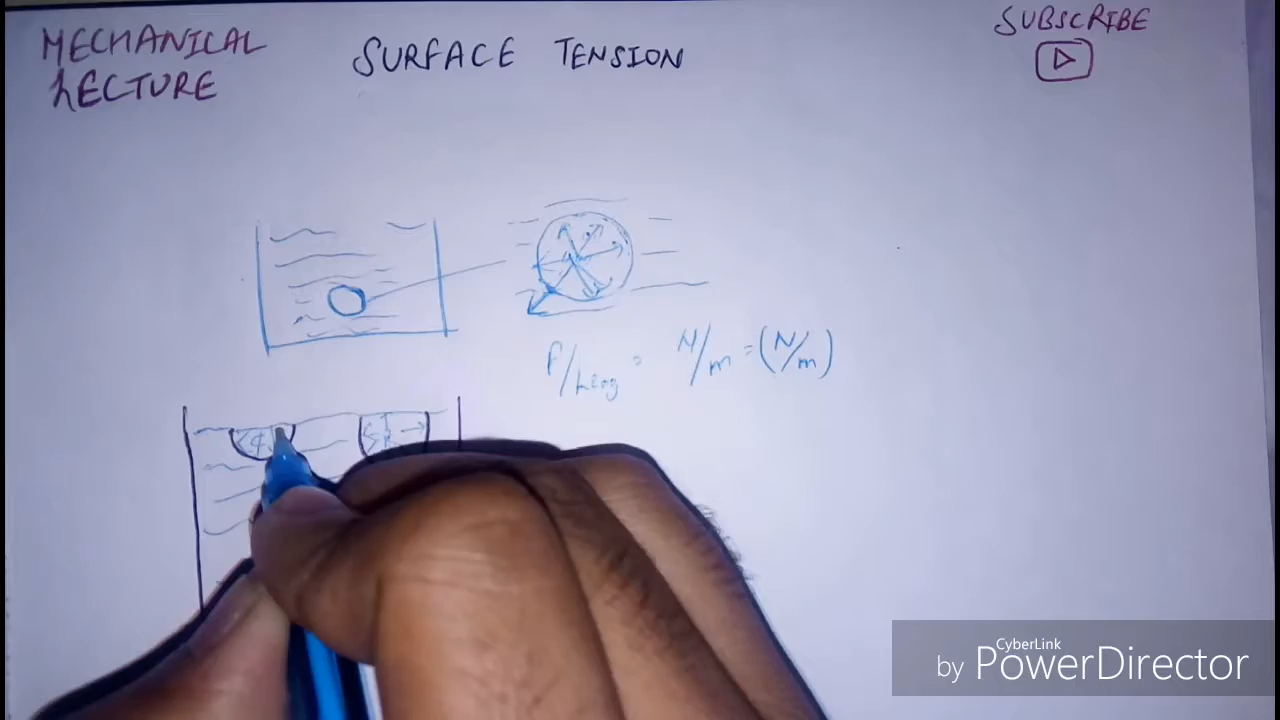 MECHANICAL
LECTURE
SURFACE TENSION
SUBSCRIBE
F/Leng = N/m = (N/m)
CyberLink
by PowerDirector